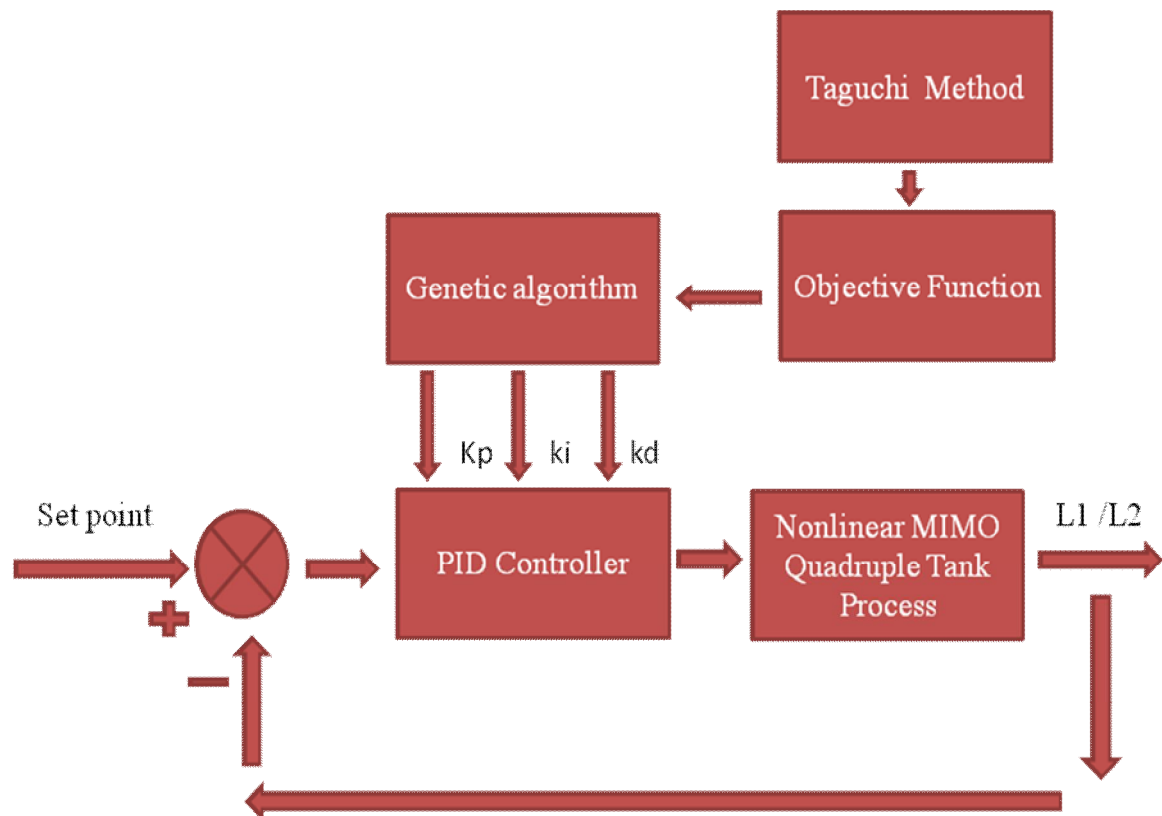 Taguchi Method
Genetic algorithm
Objective Function
Kp ki kd
Set point
PID Controller
Nonlinear MIMO
Quadruple Tank
Process
L1 /L2
+
−